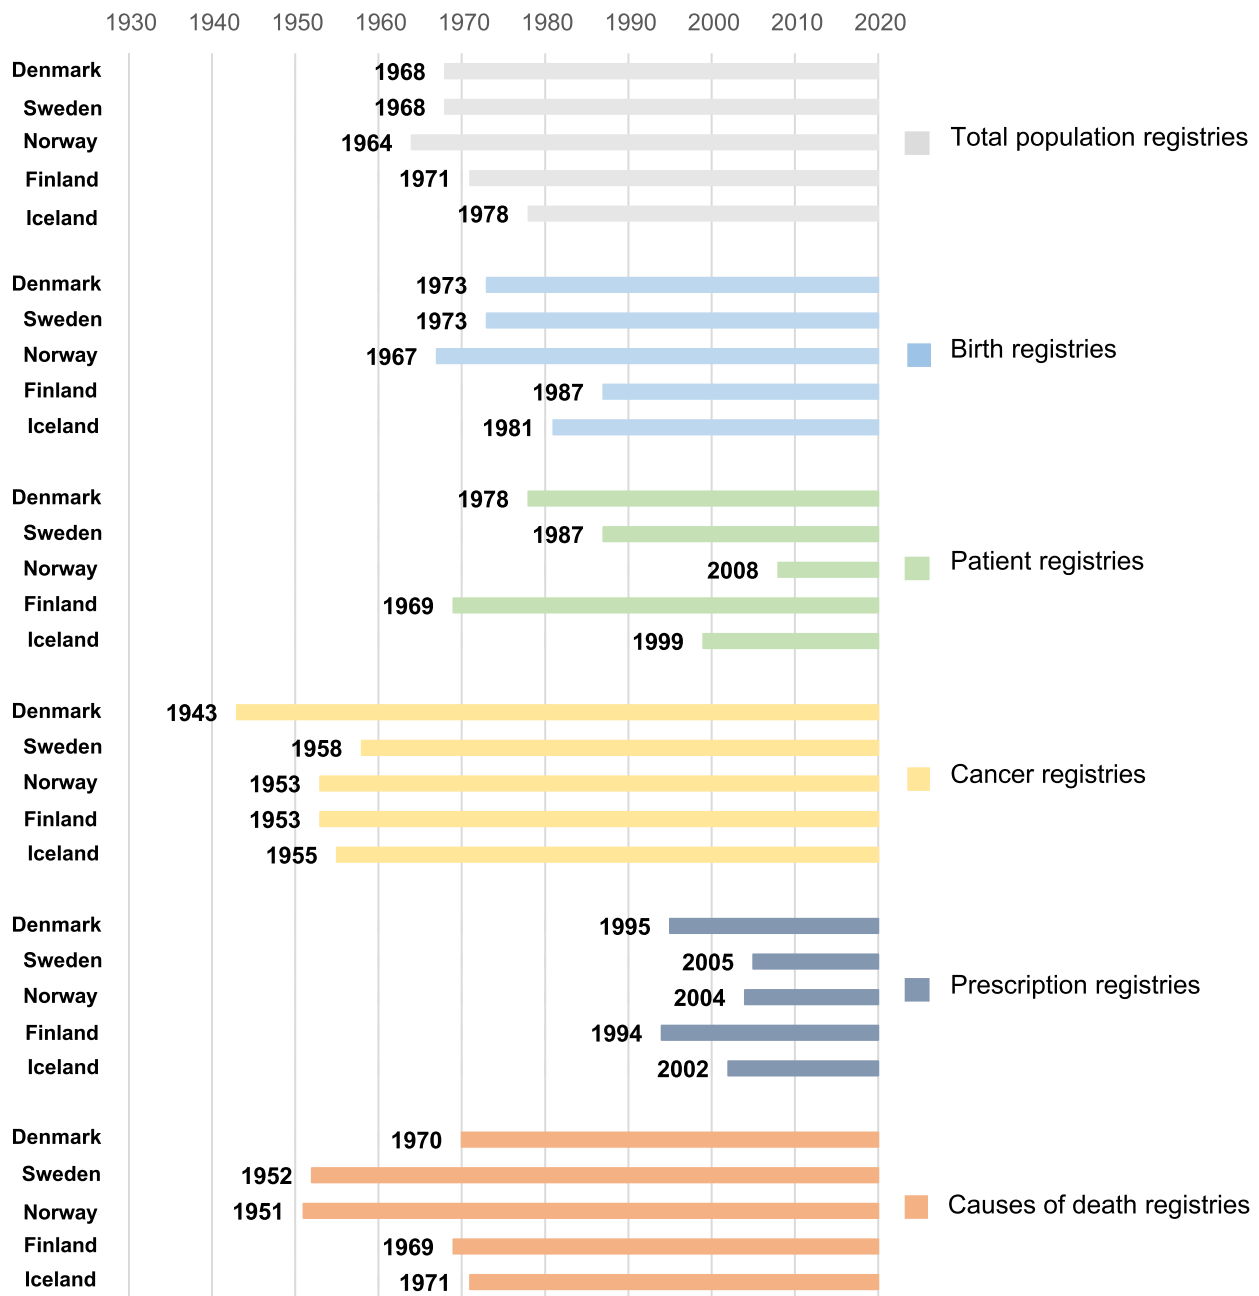 1930 1940 1950 1960 1970 1980 1990 2000 2010 2020
Denmark 1968
Sweden 1968
Norway 1964
Total population registries
Finland 1971
Iceland 1978
Denmark 1973
Sweden 1973
Norway 1967
Birth registries
Finland 1987
Iceland 1981
Denmark 1978
Sweden 1987
Norway 2008
Patient registries
Finland 1969
Iceland 1999
Denmark 1943
Sweden 1958
Norway 1953
Cancer registries
Finland 1953
Iceland 1955
Denmark 1995
Sweden 2005
Norway 2004
Prescription registries
Finland 1994
Iceland 2002
Denmark 1970
Sweden 1952
Norway 1951
Causes of death registries
Finland 1969
Iceland 1971